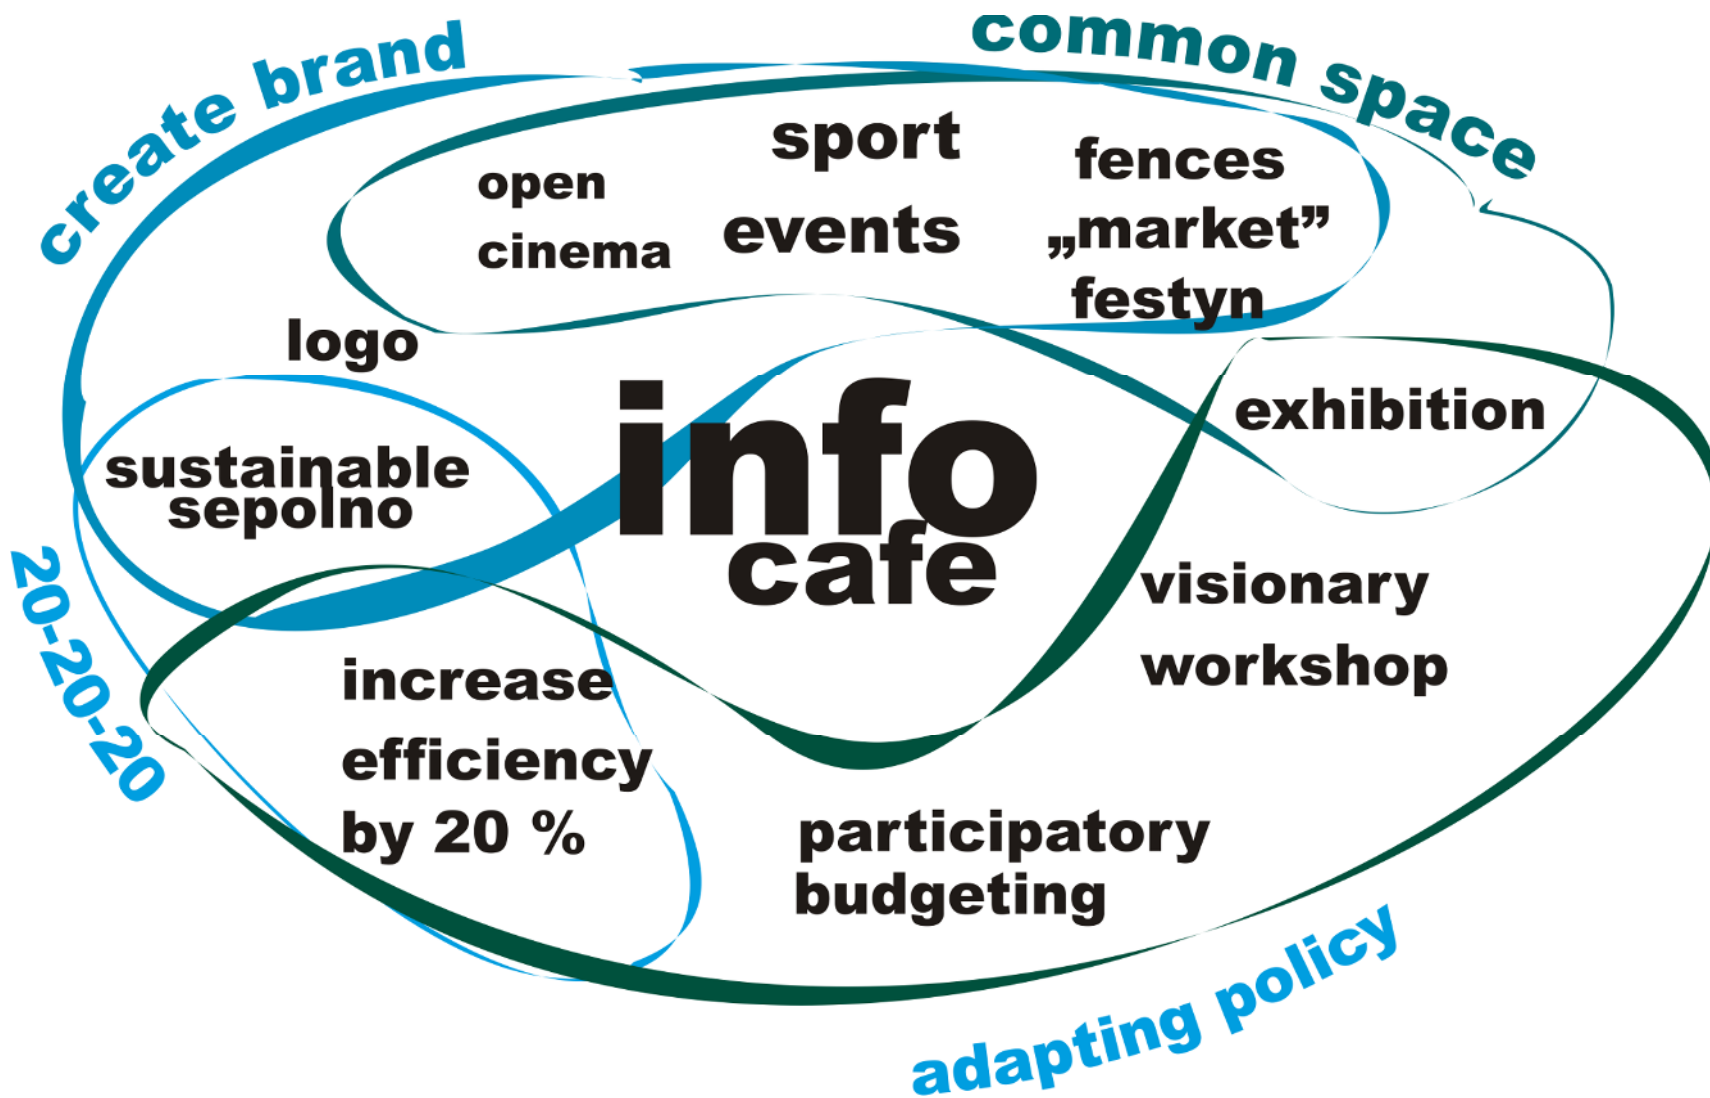 create brand
common space
open
cinema
sport
events
fences
„market”
festyn
logo
sustainable
sepolno
info
cafe
exhibition
20-20-20
increase
efficiency
by 20 %
visionary
workshop
participatory
budgeting
adapting policy